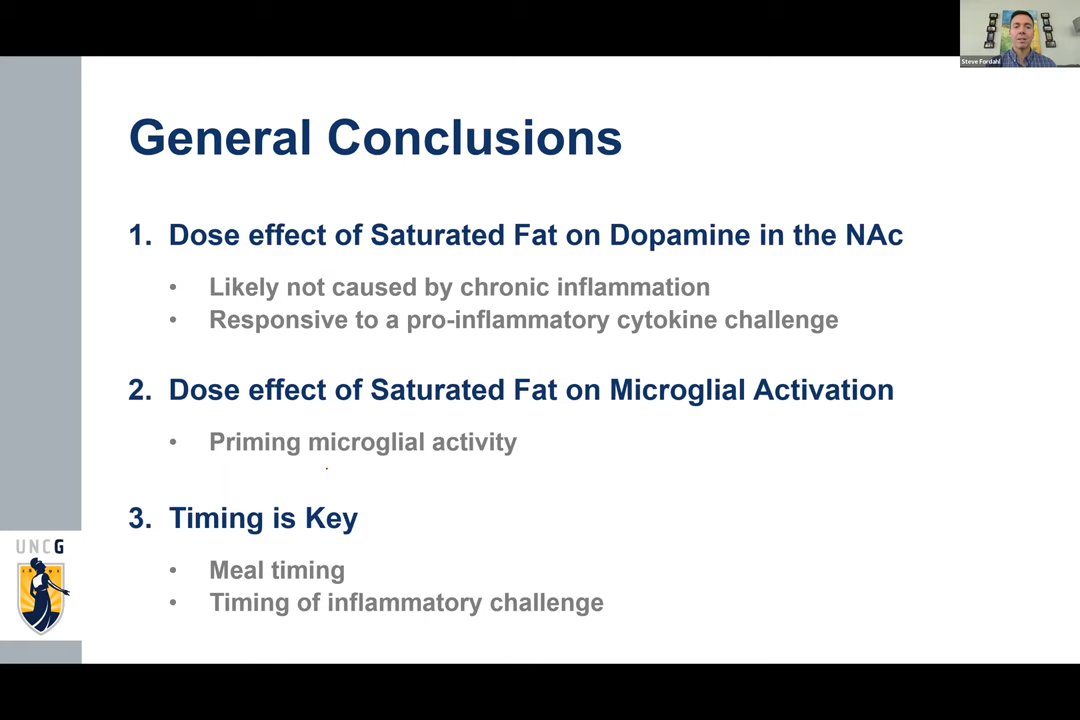 Steve Fordahl
General Conclusions
1. Dose effect of Saturated Fat on Dopamine in the NAc
• Likely not caused by chronic inflammation
• Responsive to a pro-inflammatory cytokine challenge
2. Dose effect of Saturated Fat on Microglial Activation
• Priming microglial activity
3. Timing is Key
• Meal timing
• Timing of inflammatory challenge
UNCG